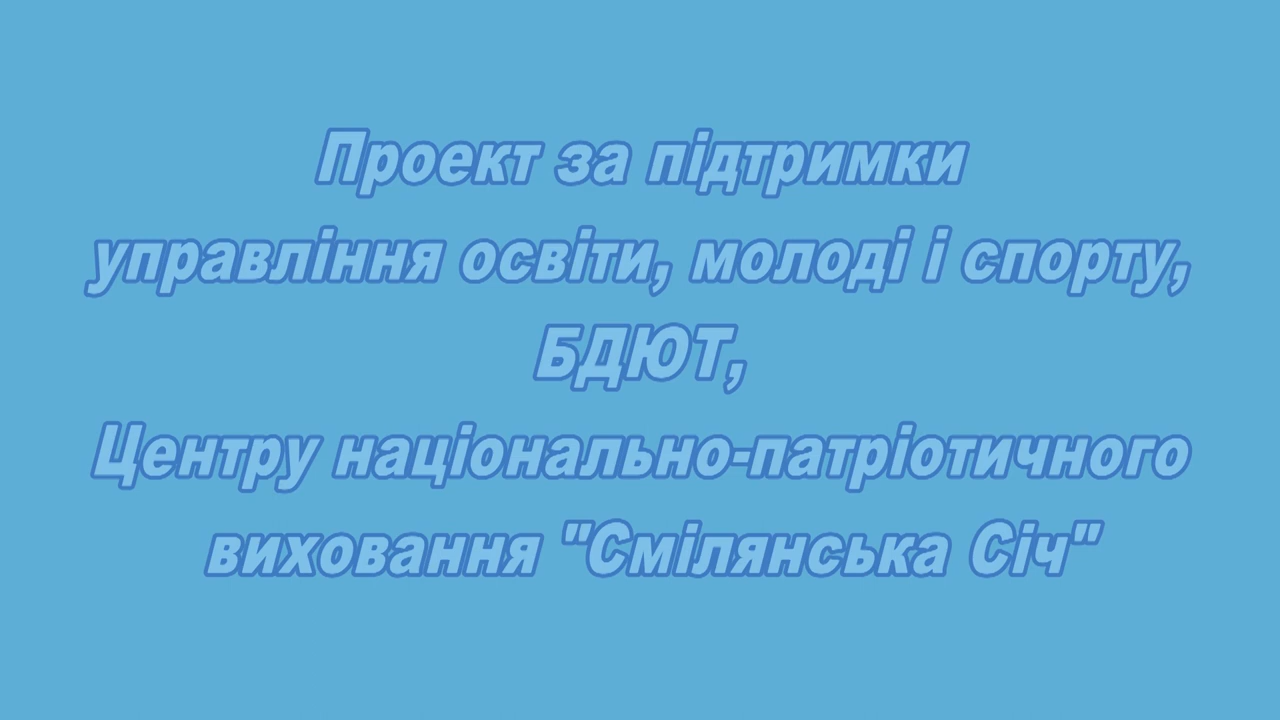 Проект за підтримки
управління освіти, молоді і спорту,
БДЮТ,
Центру національно-патріотичного
виховання "Смілянська Січ"